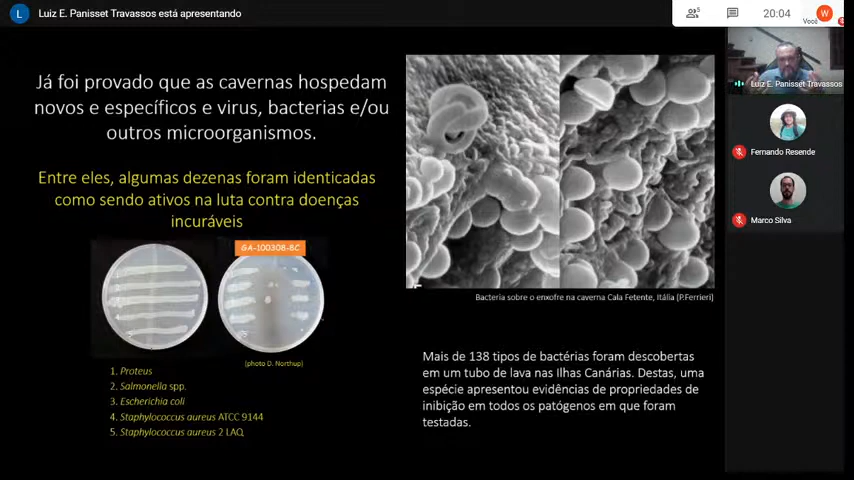 L
Luiz E. Panisset Travassos está apresentando
5
20:04
W
Você
Já foi provado que as cavernas hospedam
novos e específicos e virus, bacterias e/ou
outros microorganismos.
Entre eles, algumas dezenas foram identicadas
como sendo ativos na luta contra doenças
incuráveis
GA-100308-8C
[photo D. Northup]
1. Proteus
2. Salmonella spp.
3. Escherichia coli
4. Staphylococcus aureus ATCC 9144
5. Staphylococcus aureus 2 LAQ
Bacteria sobre o enxofre na caverna Cala Fetente, Itália [P.Ferrieri]
Mais de 138 tipos de bactérias foram descobertas
em um tubo de lava nas Ilhas Canárias. Destas, uma
espécie apresentou evidências de propriedades de
inibição em todos os patógenos em que foram
testadas.
Luiz E. Panisset Travassos
Fernando Resende
Marco Silva